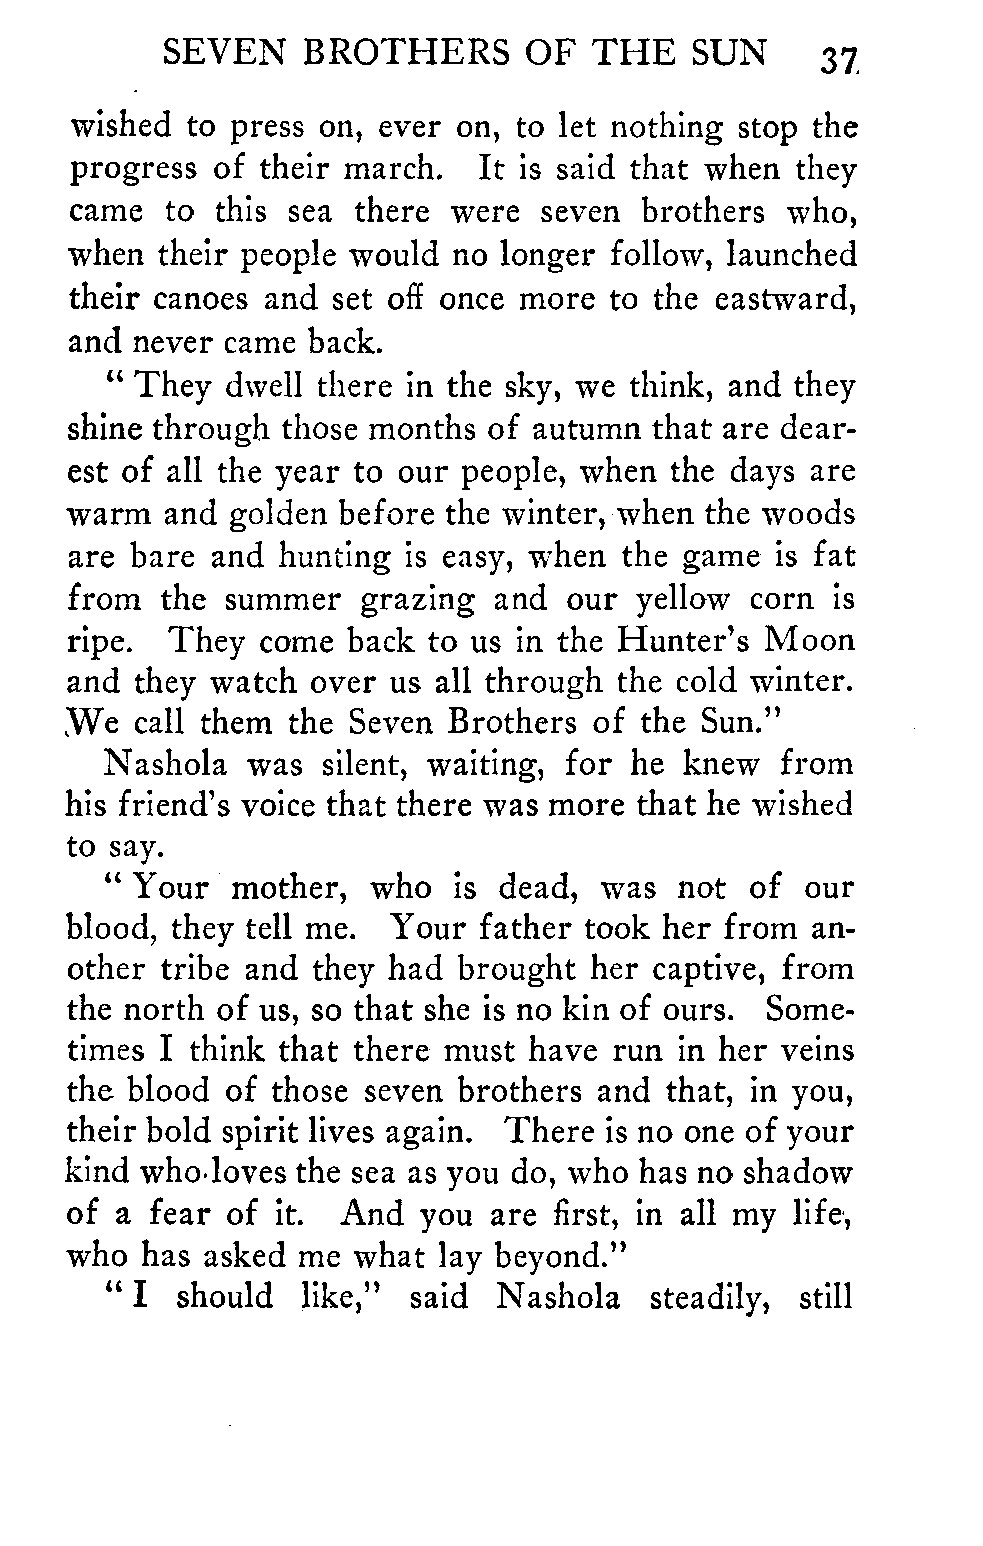 SEVEN BROTHERS OF THE SUN 37
wished to press on, ever on, to let nothing stop the
progress of their march. It is said that when they
came to this sea there were seven brothers who,
when their people would no longer follow, launched
their canoes and set off once more to the eastward,
and never came back.
“ They dwell there in the sky, we think, and they
shine through those months of autumn that are dear-
est of all the year to our people, when the days are
warm and golden before the winter, when the woods
are bare and hunting is easy, when the game is fat
from the summer grazing and our yellow corn is
ripe. They come back to us in the Hunter’s Moon
and they watch over us all through the cold winter.
We call them the Seven Brothers of the Sun.”
Nashola was silent, waiting, for he knew from
his friend’s voice that there was more that he wished
to say.
“ Your mother, who is dead, was not of our
blood, they tell me. Your father took her from an-
other tribe and they had brought her captive, from
the north of us, so that she is no kin of ours. Some-
times I think that there must have run in her veins
the blood of those seven brothers and that, in you,
their bold spirit lives again. There is no one of your
kind who loves the sea as you do, who has no shadow
of a fear of it. And you are first, in all my life,
who has asked me what lay beyond.”
“ I should like,” said Nashola steadily, still